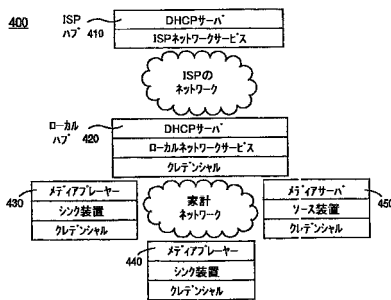 400
ISP
ハブ 410
DHCPサーバ
ISPネットワークサービス
ISPの
ネットワーク
ローカル
ハブ 420
DHCPサーバ
ローカルネットワークサービス
クレデンシャル
430
メディアプレーヤー
シンク装置
クレデンシャル
家計
ネットワーク
メディアサーバ
ソース装置
クレデンシャル
450
440
メディアプレーヤー
シンク装置
クレデンシャル